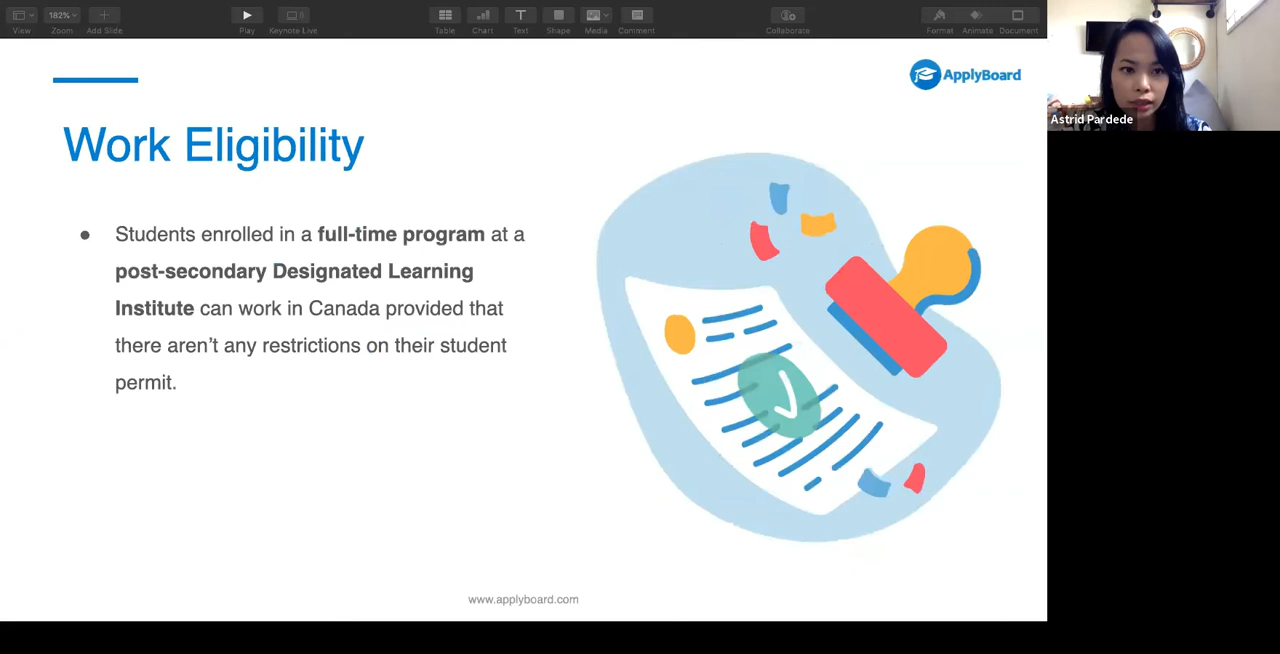 182%
View
Zoom
Add Slide
Play
Keynote Live
Table
Chart
Text
Shape
Media
Comment
Collaborate
Format
Animate
Document
ApplyBoard
Astrid Pardede
Work Eligibility
● Students enrolled in a full-time program at a
post-secondary Designated Learning
Institute can work in Canada provided that
there aren’t any restrictions on their student
permit.
www.applyboard.com